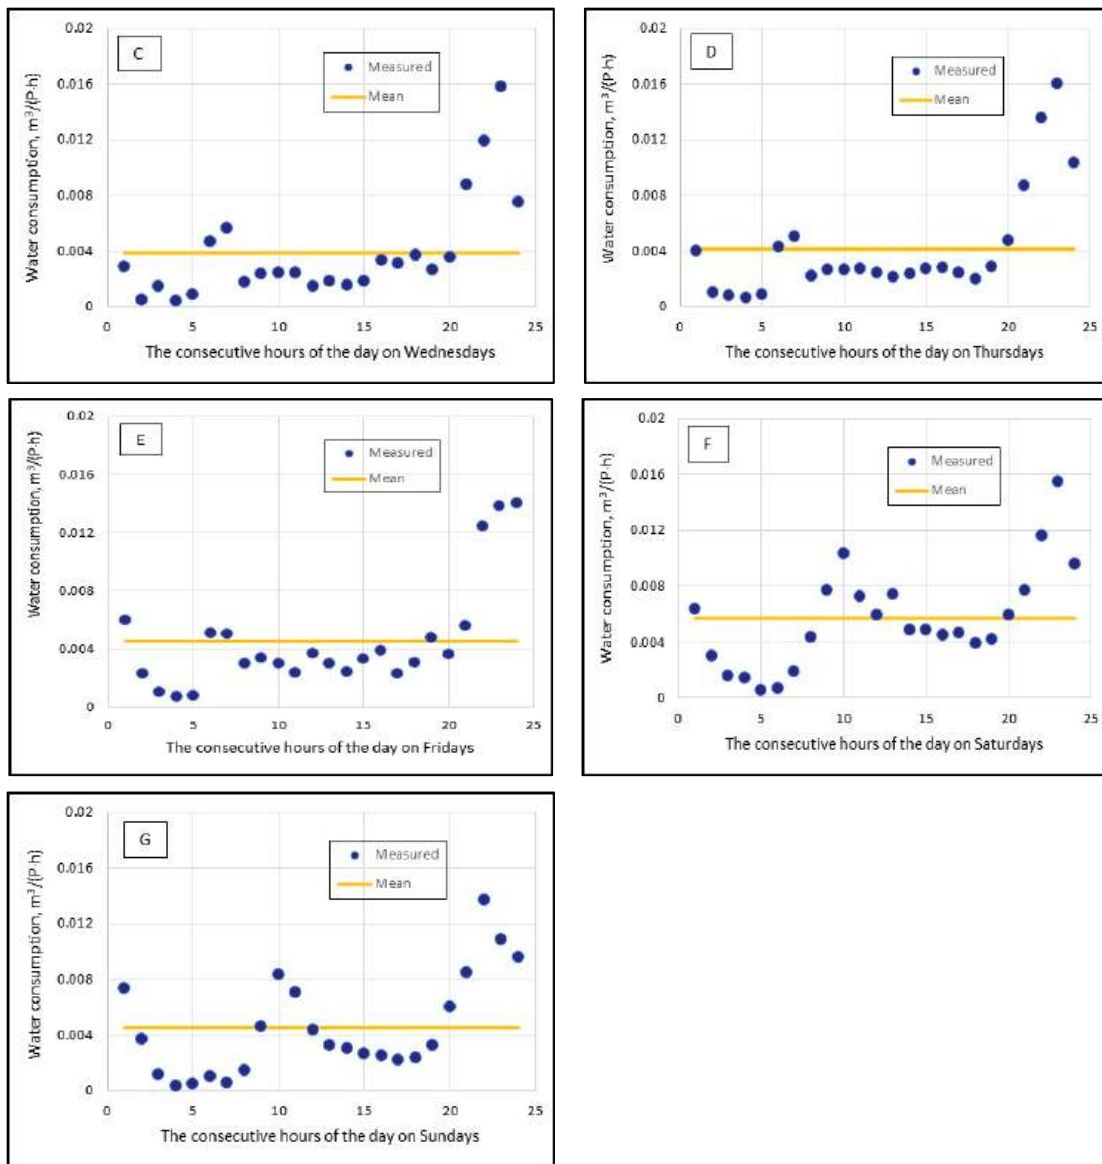 C
Water consumption, m³/(P·h)
0.02
0.016
0.012
0.008
0.004
0
Measured
Mean
0 5 10 15 20 25
The consecutive hours of the day on Wednesdays
D
Water consumption, m³/(P·h)
0.02
0.016
0.012
0.008
0.004
0
Measured
Mean
0 5 10 15 20 25
The consecutive hours of the day on Thursdays
E
Water consumption, m³/(P·h)
0.02
0.016
0.012
0.008
0.004
0
Measured
Mean
0 5 10 15 20 25
The consecutive hours of the day on Fridays
F
Water consumption, m³/(P·h)
0.02
0.016
0.012
0.008
0.004
0
Measured
Mean
0 5 10 15 20 25
The consecutive hours of the day on Saturdays
G
Water consumption, m³/(P·h)
0.02
0.016
0.012
0.008
0.004
0
Measured
Mean
0 5 10 15 20 25
The consecutive hours of the day on Sundays